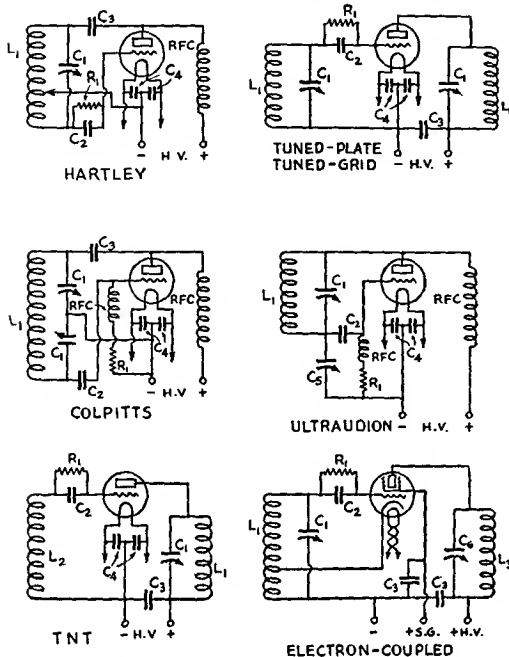 C3
L1
C1
R1
C2
RFC
C4
− H.V. +
HARTLEY
R1
C2
C1
C4
C1
L1
C3
TUNED-PLATE
TUNED-GRID
− H.V. +
C3
L1
C1
C1
RFC
R1
C2
RFC
C4
− H.V. +
COLPITTS
L1
C1
C2
C5
RFC
R1
RFC
C4
ULTRAUDION − H.V. +
R1
C2
L2
C4
C1
L1
C3
TNT
− H.V +
R1
C2
L1
C1
C3
C6
C3
− +S.G. +H.V.
ELECTRON-COUPLED